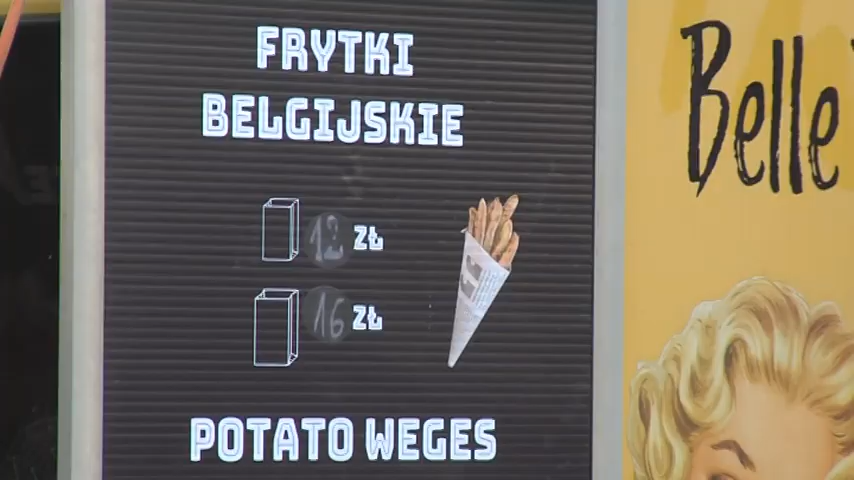 FRYTKI
BELGIJSKIE
12 ZŁ
16 ZŁ
POTATO WEGES
Belle